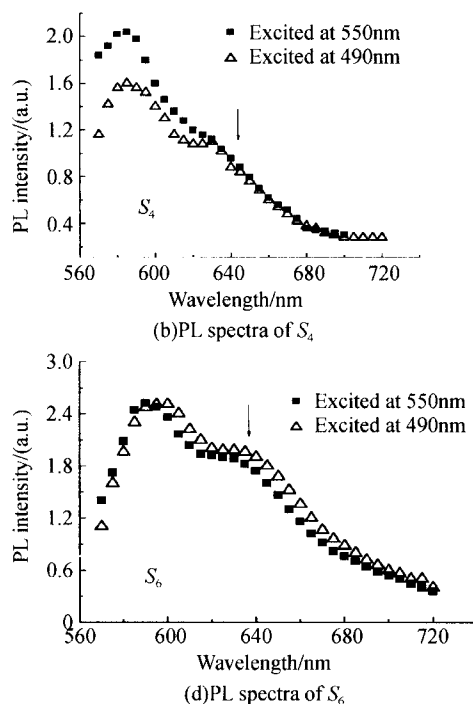 2.0
1.6
1.2
0.8
0.4
PL intensity/(a.u.)
Excited at 550nm
Excited at 490nm
S4
560 600 640 680 720
Wavelength/nm
(b)PL spectra of S4
3.0
2.4
1.8
1.2
0.6
0
PL intensity/(a.u.)
Excited at 550nm
Excited at 490nm
S6
560 600 640 680 720
Wavelength/nm
(d)PL spectra of S6